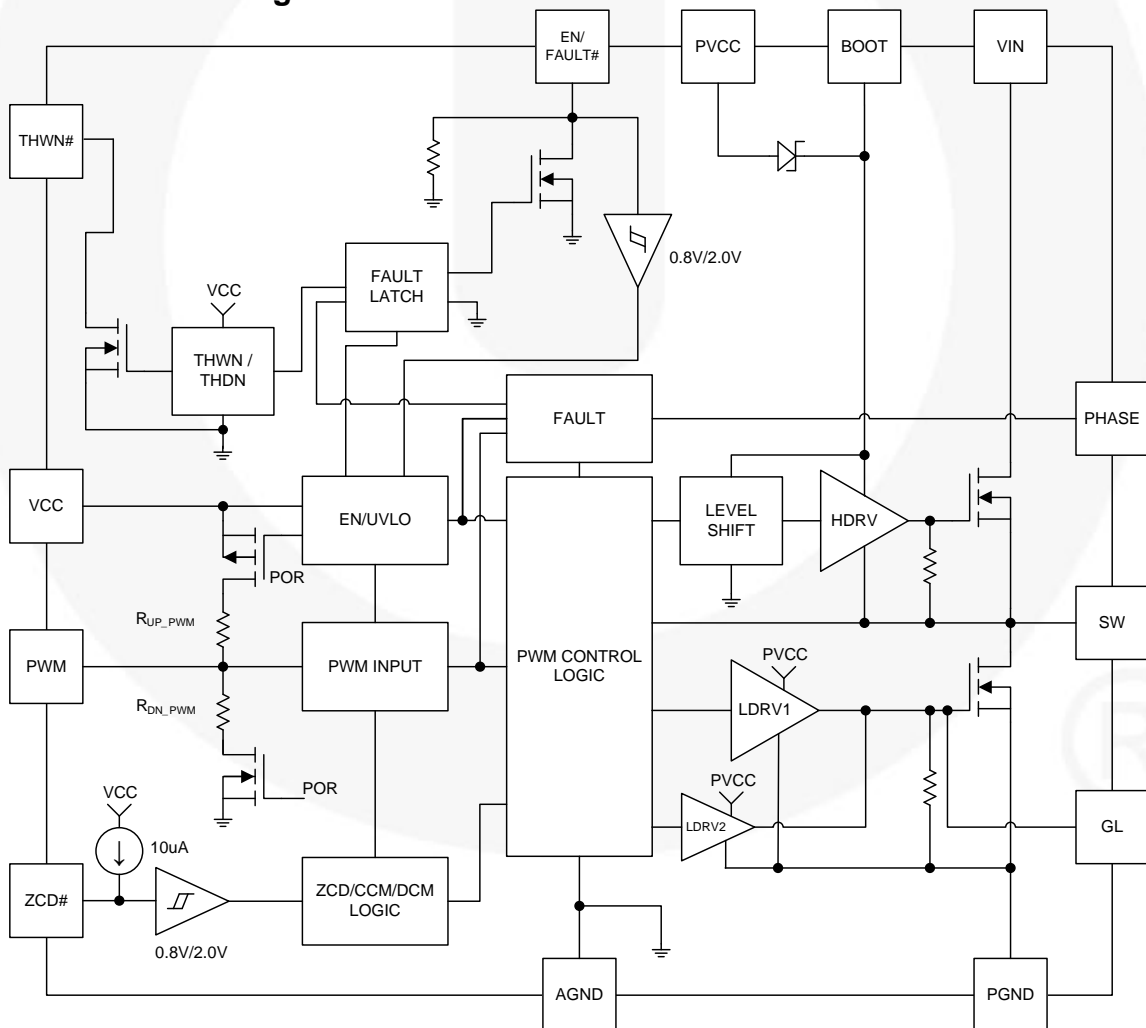 EN/
FAULT#
PVCC
BOOT
VIN
THWN#
0.8V/2.0V
FAULT
LATCH
VCC
THWN /
THDN
FAULT
PHASE
VCC
EN/UVLO
LEVEL
SHIFT
HDRV
POR
RUP_PWM
SW
PWM
PWM INPUT
PWM CONTROL
LOGIC
PVCC
LDRV1
RDN_PWM
POR
PVCC
LDRV2
VCC
10uA
GL
ZCD#
ZCD/CCM/DCM
LOGIC
0.8V/2.0V
AGND
PGND
R